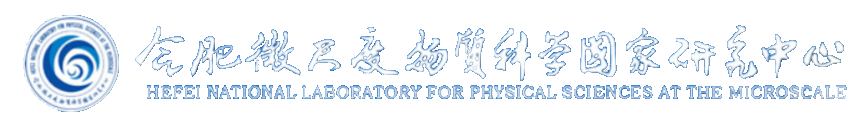 合肥微尺度物质科学国家研究中心
HEFEI NATIONAL LABORATORY FOR PHYSICAL SCIENCES AT THE MICROSCALE